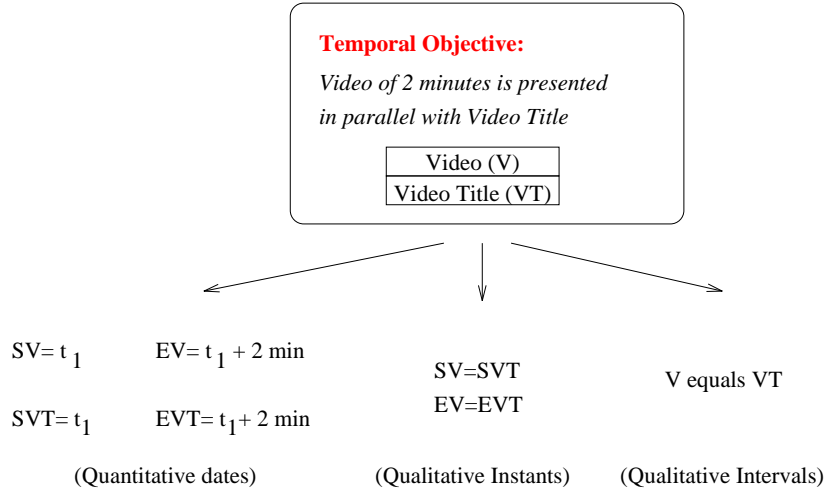 Temporal Objective:
Video of 2 minutes is presented
in parallel with Video Title
Video (V)
Video Title (VT)
SV= t 1 EV= t 1 + 2 min
SVT= t1 EVT= t1+ 2 min
SV=SVT
EV=EVT
V equals VT
(Quantitative dates) (Qualitative Instants) (Qualitative Intervals)